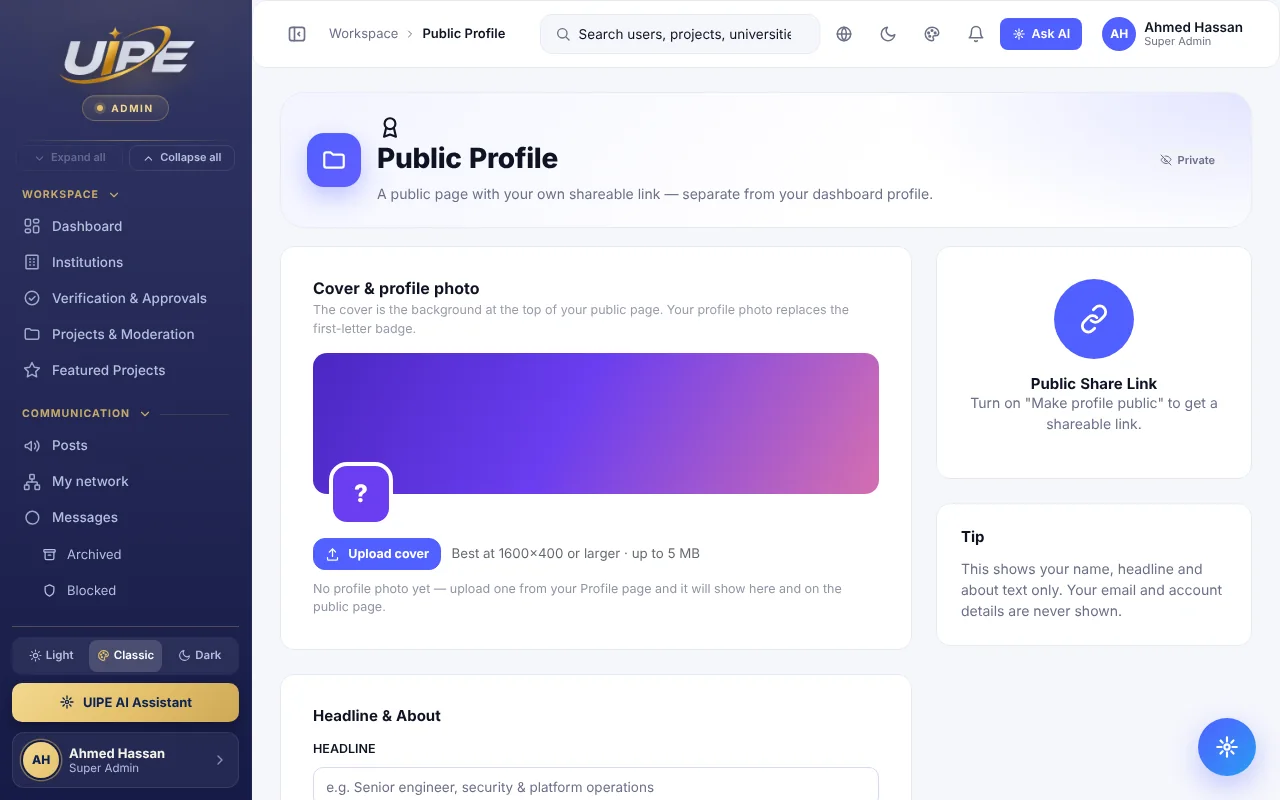 UIPE
ADMIN
Expand all
Collapse all
WORKSPACE
Dashboard
Institutions
Verification & Approvals
Projects & Moderation
Featured Projects
COMMUNICATION
Posts
My network
Messages
Archived
Blocked
Light
Classic
Dark
UIPE AI Assistant
AH
Ahmed Hassan
Super Admin
Workspace › Public Profile
Search users, projects, universitie
Ask AI
AH
Ahmed Hassan
Super Admin
Public Profile
A public page with your own shareable link — separate from your dashboard profile.
Private
Cover & profile photo
The cover is the background at the top of your public page. Your profile photo replaces the
first-letter badge.
?
Upload cover
Best at 1600×400 or larger · up to 5 MB
No profile photo yet — upload one from your Profile page and it will show here and on the
public page.
Headline & About
HEADLINE
e.g. Senior engineer, security & platform operations
Public Share Link
Turn on "Make profile public" to get a
shareable link.
Tip
This shows your name, headline and
about text only. Your email and account
details are never shown.